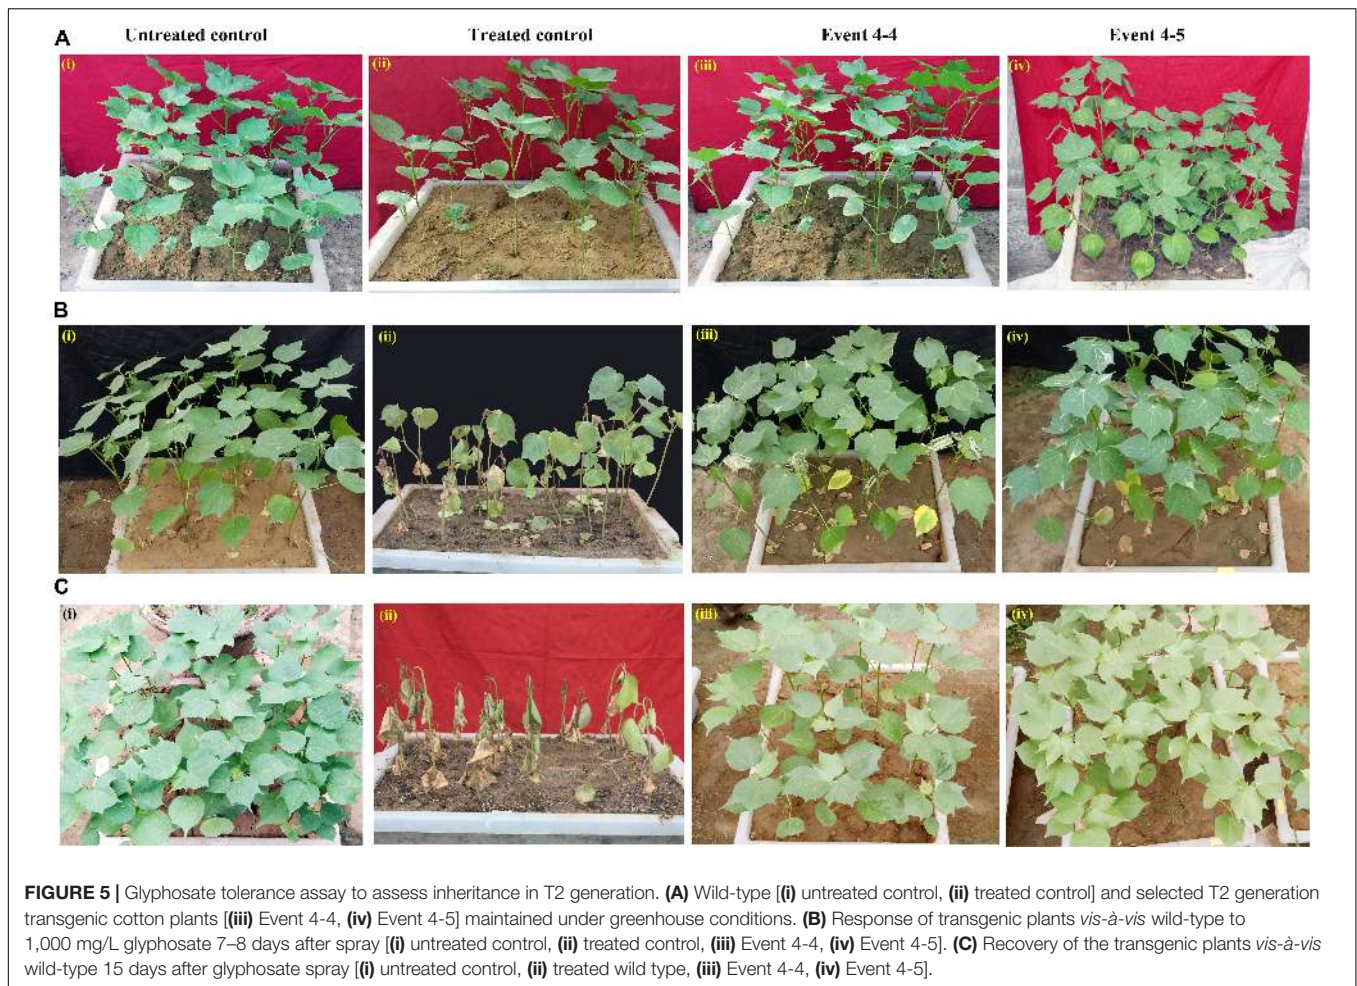 A Untreated control Treated control Event 4-4 Event 4-5
(i) (ii) (iii) (iv)
B
(i) (ii) (iii) (iv)
C
(i) (ii) (iii) (iv)
FIGURE 5 | Glyphosate tolerance assay to assess inheritance in T2 generation. (A) Wild-type [(i) untreated control, (ii) treated control] and selected T2 generation
transgenic cotton plants [(iii) Event 4-4, (iv) Event 4-5] maintained under greenhouse conditions. (B) Response of transgenic plants vis-à-vis wild-type to
1,000 mg/L glyphosate 7–8 days after spray [(i) untreated control, (ii) treated control, (iii) Event 4-4, (iv) Event 4-5]. (C) Recovery of the transgenic plants vis-à-vis
wild-type 15 days after glyphosate spray [(i) untreated control, (ii) treated wild type, (iii) Event 4-4, (iv) Event 4-5].